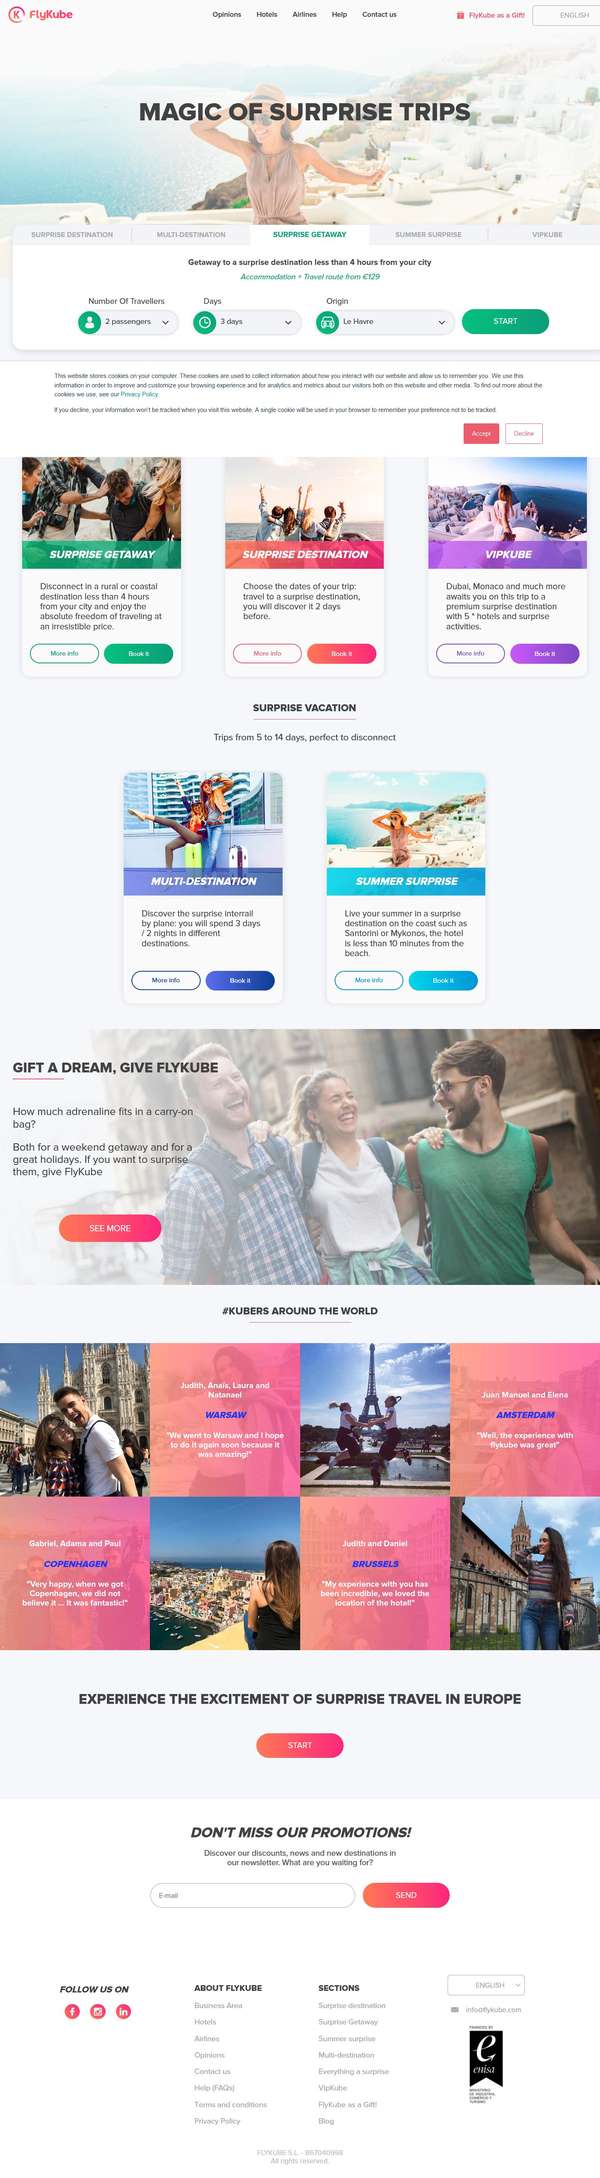 FlyKube
Opinions Hotels Airlines Help Contact us FlyKube as a Gift! ENGLISH
MAGIC OF SURPRISE TRIPS
SURPRISE DESTINATION MULTI-DESTINATION SURPRISE GETAWAY SUMMER SURPRISE VIPKUBE
Getaway to a surprise destination less than 4 hours from your city
Accommodation + Travel route from €129
Number Of Travellers Days Origin
2 passengers 3 days Le Havre START
This website stores cookies on your computer. These cookies are used to collect information about how you interact with our website and allow us to remember you. We use this
information in order to improve and customize your browsing experience and for analytics and metrics about our visitors both on this website and other media. To find out more about the
cookies we use, see our Privacy Policy.
If you decline, your information won't be tracked when you visit this website. A single cookie will be used in your browser to remember your preference not to be tracked.
Accept Decline
SURPRISE GETAWAY
Disconnect in a rural or coastal
destination less than 4 hours
from your city and enjoy the
absolute freedom of traveling at
an irresistible price.
More info Book it
SURPRISE DESTINATION
Choose the dates of your trip:
travel to a surprise destination,
you will discover it 2 days
before.
More info Book it
VIPKUBE
Dubai, Monaco and much more
awaits you on this trip to a
premium surprise destination
with 5 * hotels and surprise
activities.
More info Book it
SURPRISE VACATION
Trips from 5 to 14 days, perfect to disconnect
MULTI-DESTINATION
Discover the surprise interrail
by plane: you will spend 3 days
/ 2 nights in different
destinations.
More info Book it
SUMMER SURPRISE
Live your summer in a surprise
destination on the coast such as
Santorini or Mykonos, the hotel
is less than 10 minutes from the
beach.
More info Book it
GIFT A DREAM, GIVE FLYKUBE
How much adrenaline fits in a carry-on
bag?
Both for a weekend getaway and for a
great holidays. If you want to surprise
them, give FlyKube
SEE MORE
#KUBERS AROUND THE WORLD
Judith, Anaïs, Laura and
Natanael
WARSAW
"We went to Warsaw and I hope
to do it again soon because it
was amazing!"
Juan Manuel and Elena
AMSTERDAM
"Well, the experience with
flykube was great"
Gabriel, Adama and Paul
COPENHAGEN
"Very happy, when we got
Copenhagen, we did not
believe it ... It was fantastic!"
Judith and Daniel
BRUSSELS
"My experience with you has
been incredible, we loved the
location of the hotel!"
EXPERIENCE THE EXCITEMENT OF SURPRISE TRAVEL IN EUROPE
START
DON'T MISS OUR PROMOTIONS!
Discover our discounts, news and new destinations in
our newsletter. What are you waiting for?
E-mail SEND
FOLLOW US ON
ABOUT FLYKUBE
Business Area
Hotels
Airlines
Opinions
Contact us
Help (FAQs)
Terms and conditions
Privacy Policy
SECTIONS
Surprise destination
Surprise Getaway
Summer surprise
Multi-destination
Everything a surprise
VipKube
FlyKube as a Gift!
Blog
ENGLISH
info@flykube.com
FINANCED BY
enisa
MINISTERIO
DE INDUSTRIA,
COMERCIO Y
TURISMO
FLYKUBE S.L. - B67040968
All rights reserved.